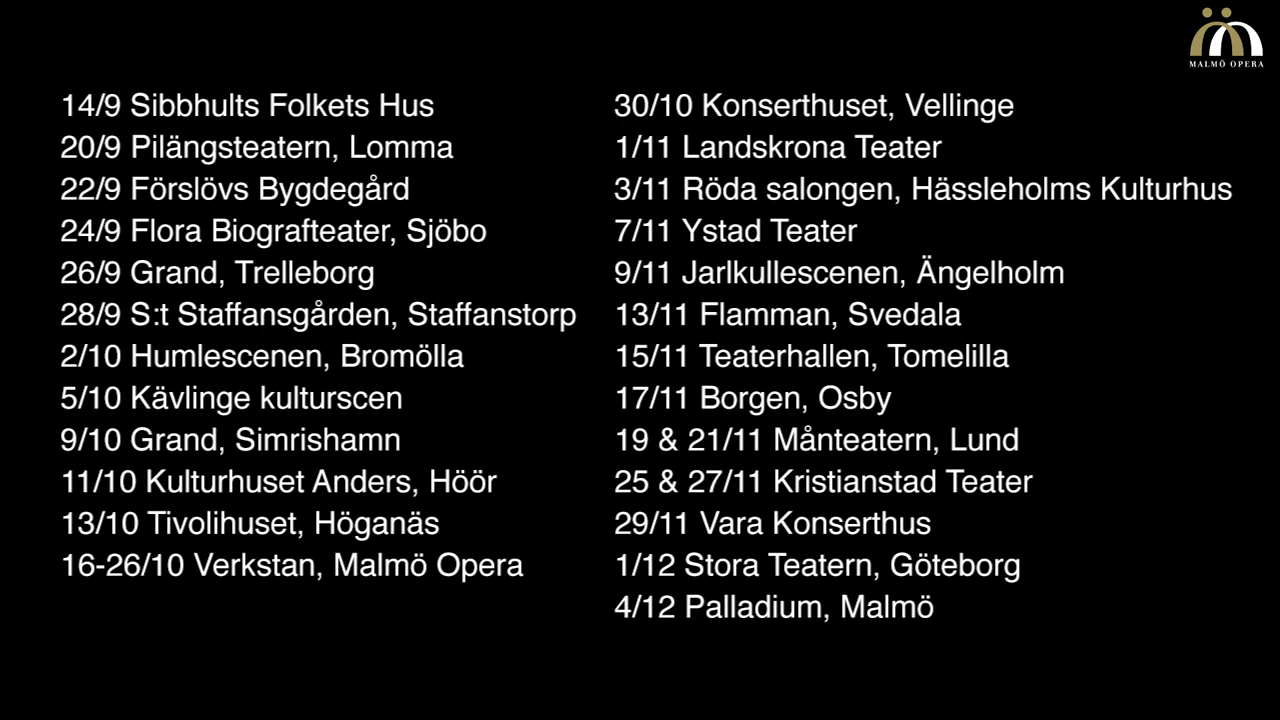 MALMÖ OPERA
14/9 Sibbhults Folkets Hus
20/9 Pilängsteatern, Lomma
22/9 Förslövs Bygdegård
24/9 Flora Biografteater, Sjöbo
26/9 Grand, Trelleborg
28/9 S:t Staffansgården, Staffanstorp
2/10 Humlescenen, Bromölla
5/10 Kävlinge kulturscen
9/10 Grand, Simrishamn
11/10 Kulturhuset Anders, Höör
13/10 Tivolihuset, Höganäs
16-26/10 Verkstan, Malmö Opera
30/10 Konserthuset, Vellinge
1/11 Landskrona Teater
3/11 Röda salongen, Hässleholms Kulturhus
7/11 Ystad Teater
9/11 Jarlkullescenen, Ängelholm
13/11 Flamman, Svedala
15/11 Teaterhallen, Tomelilla
17/11 Borgen, Osby
19 & 21/11 Månteatern, Lund
25 & 27/11 Kristianstad Teater
29/11 Vara Konserthus
1/12 Stora Teatern, Göteborg
4/12 Palladium, Malmö